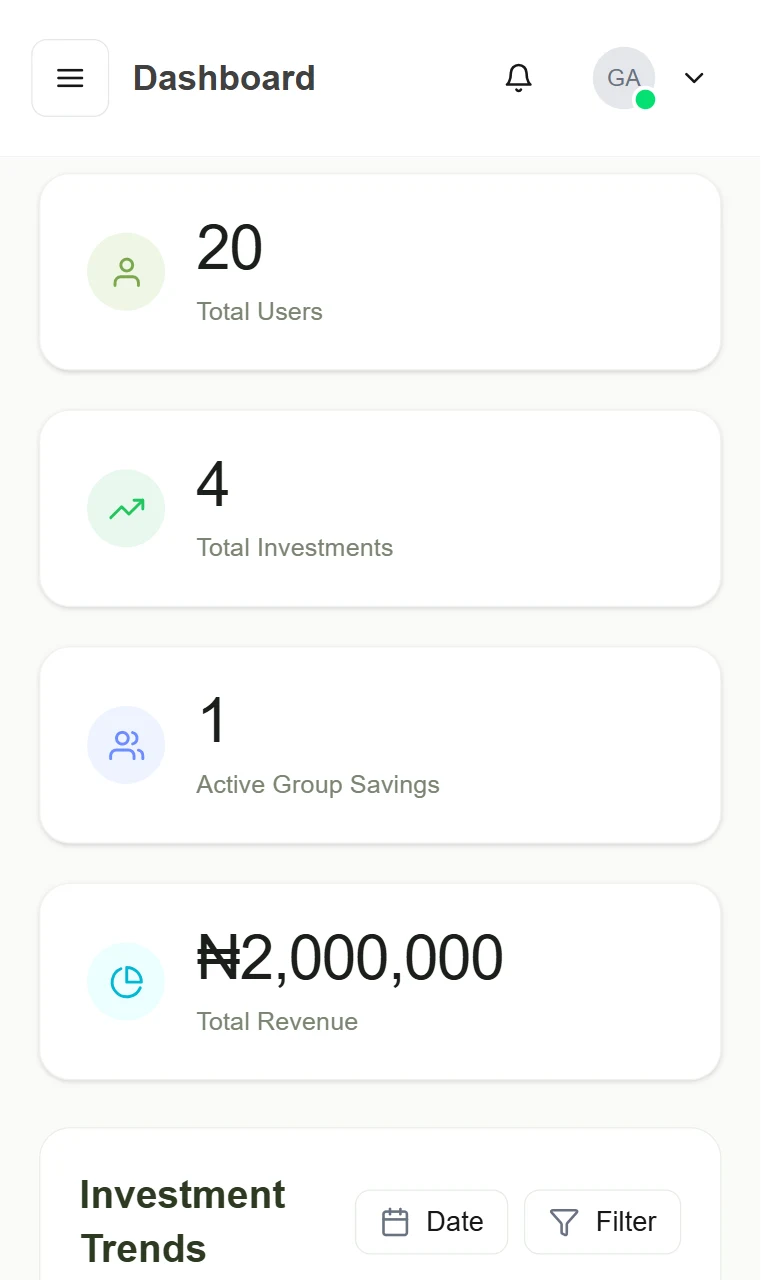 Dashboard
GA
20
Total Users
4
Total Investments
1
Active Group Savings
₦2,000,000
Total Revenue
Investment
Trends
Date
Filter